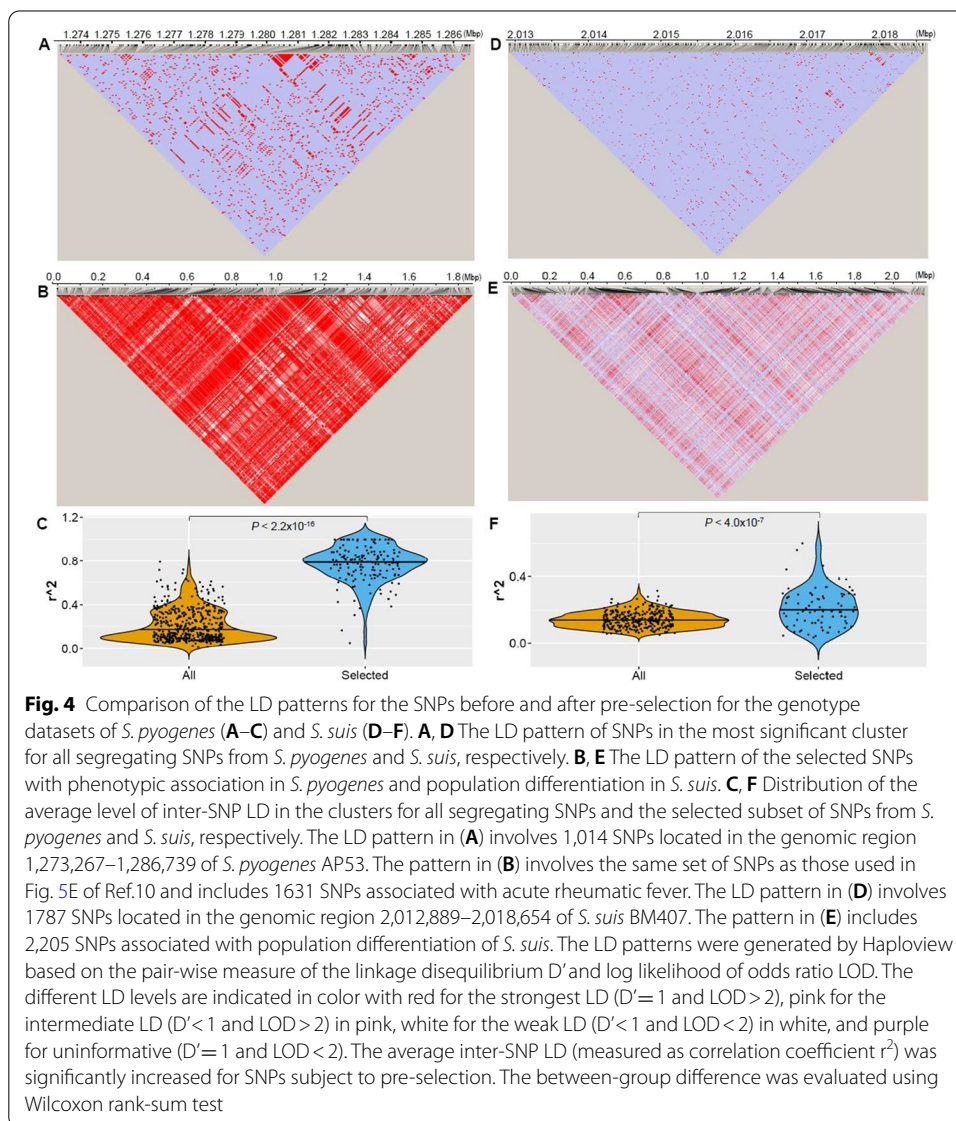 A
1.274 1.275 1.276 1.277 1.278 1.279 1.280 1.281 1.282 1.283 1.284 1.285 1.286 (Mbp)
D
2.013 2.014 2.015 2.016 2.017 2.018 (Mbp)
B
0.0 0.2 0.4 0.6 0.8 1.0 1.2 1.4 1.6 1.8 (Mbp)
E
0.0 0.2 0.4 0.6 0.8 1.0 1.2 1.4 1.6 1.8 2.0 (Mbp)
C
1.2
0.8
0.4
0.0
r^2
P < 2.2x10-16
All Selected
F
0.4
0.0
r^2
P < 4.0x10-7
All Selected
Fig. 4 Comparison of the LD patterns for the SNPs before and after pre-selection for the genotype
datasets of S. pyogenes (A–C) and S. suis (D–F). A, D The LD pattern of SNPs in the most significant cluster
for all segregating SNPs from S. pyogenes and S. suis, respectively. B, E The LD pattern of the selected SNPs
with phenotypic association in S. pyogenes and population differentiation in S. suis. C, F Distribution of the
average level of inter-SNP LD in the clusters for all segregating SNPs and the selected subset of SNPs from S.
pyogenes and S. suis, respectively. The LD pattern in (A) involves 1,014 SNPs located in the genomic region
1,273,267–1,286,739 of S. pyogenes AP53. The pattern in (B) involves the same set of SNPs as those used in
Fig. 5E of Ref.10 and includes 1631 SNPs associated with acute rheumatic fever. The LD pattern in (D) involves
1787 SNPs located in the genomic region 2,012,889–2,018,654 of S. suis BM407. The pattern in (E) includes
2,205 SNPs associated with population differentiation of S. suis. The LD patterns were generated by Haploview
based on the pair-wise measure of the linkage disequilibrium D′ and log likelihood of odds ratio LOD. The
different LD levels are indicated in color with red for the strongest LD (D′= 1 and LOD > 2), pink for the
intermediate LD (D′< 1 and LOD > 2) in pink, white for the weak LD (D′< 1 and LOD < 2) in white, and purple
for uninformative (D′= 1 and LOD < 2). The average inter-SNP LD (measured as correlation coefficient r2) was
significantly increased for SNPs subject to pre-selection. The between-group difference was evaluated using
Wilcoxon rank-sum test